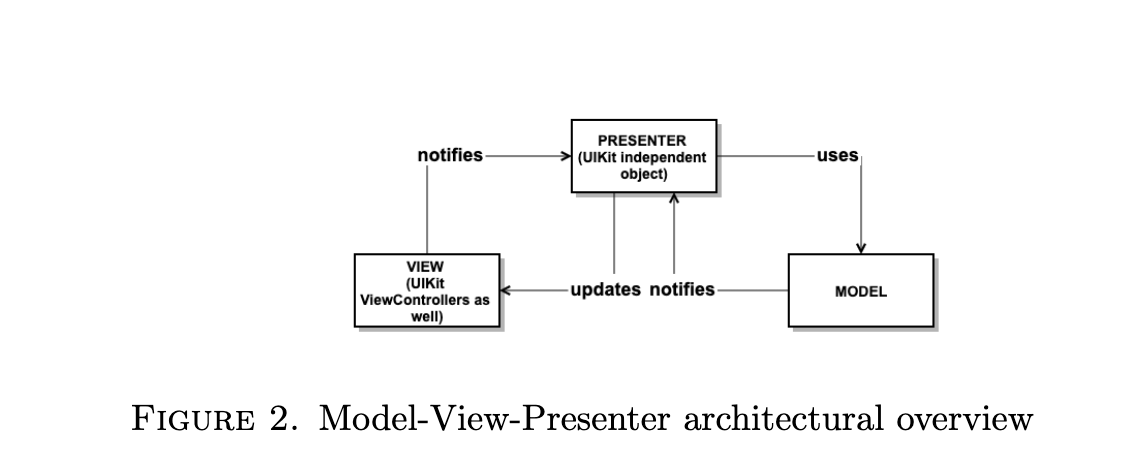 PRESENTER
notifies
(UIKit independent
uses
object)
VIEW
(UIKit
ViewControllers as
well)
updates notifies
MODEL
FIGURE 2. Model-View-Presenter architectural overview